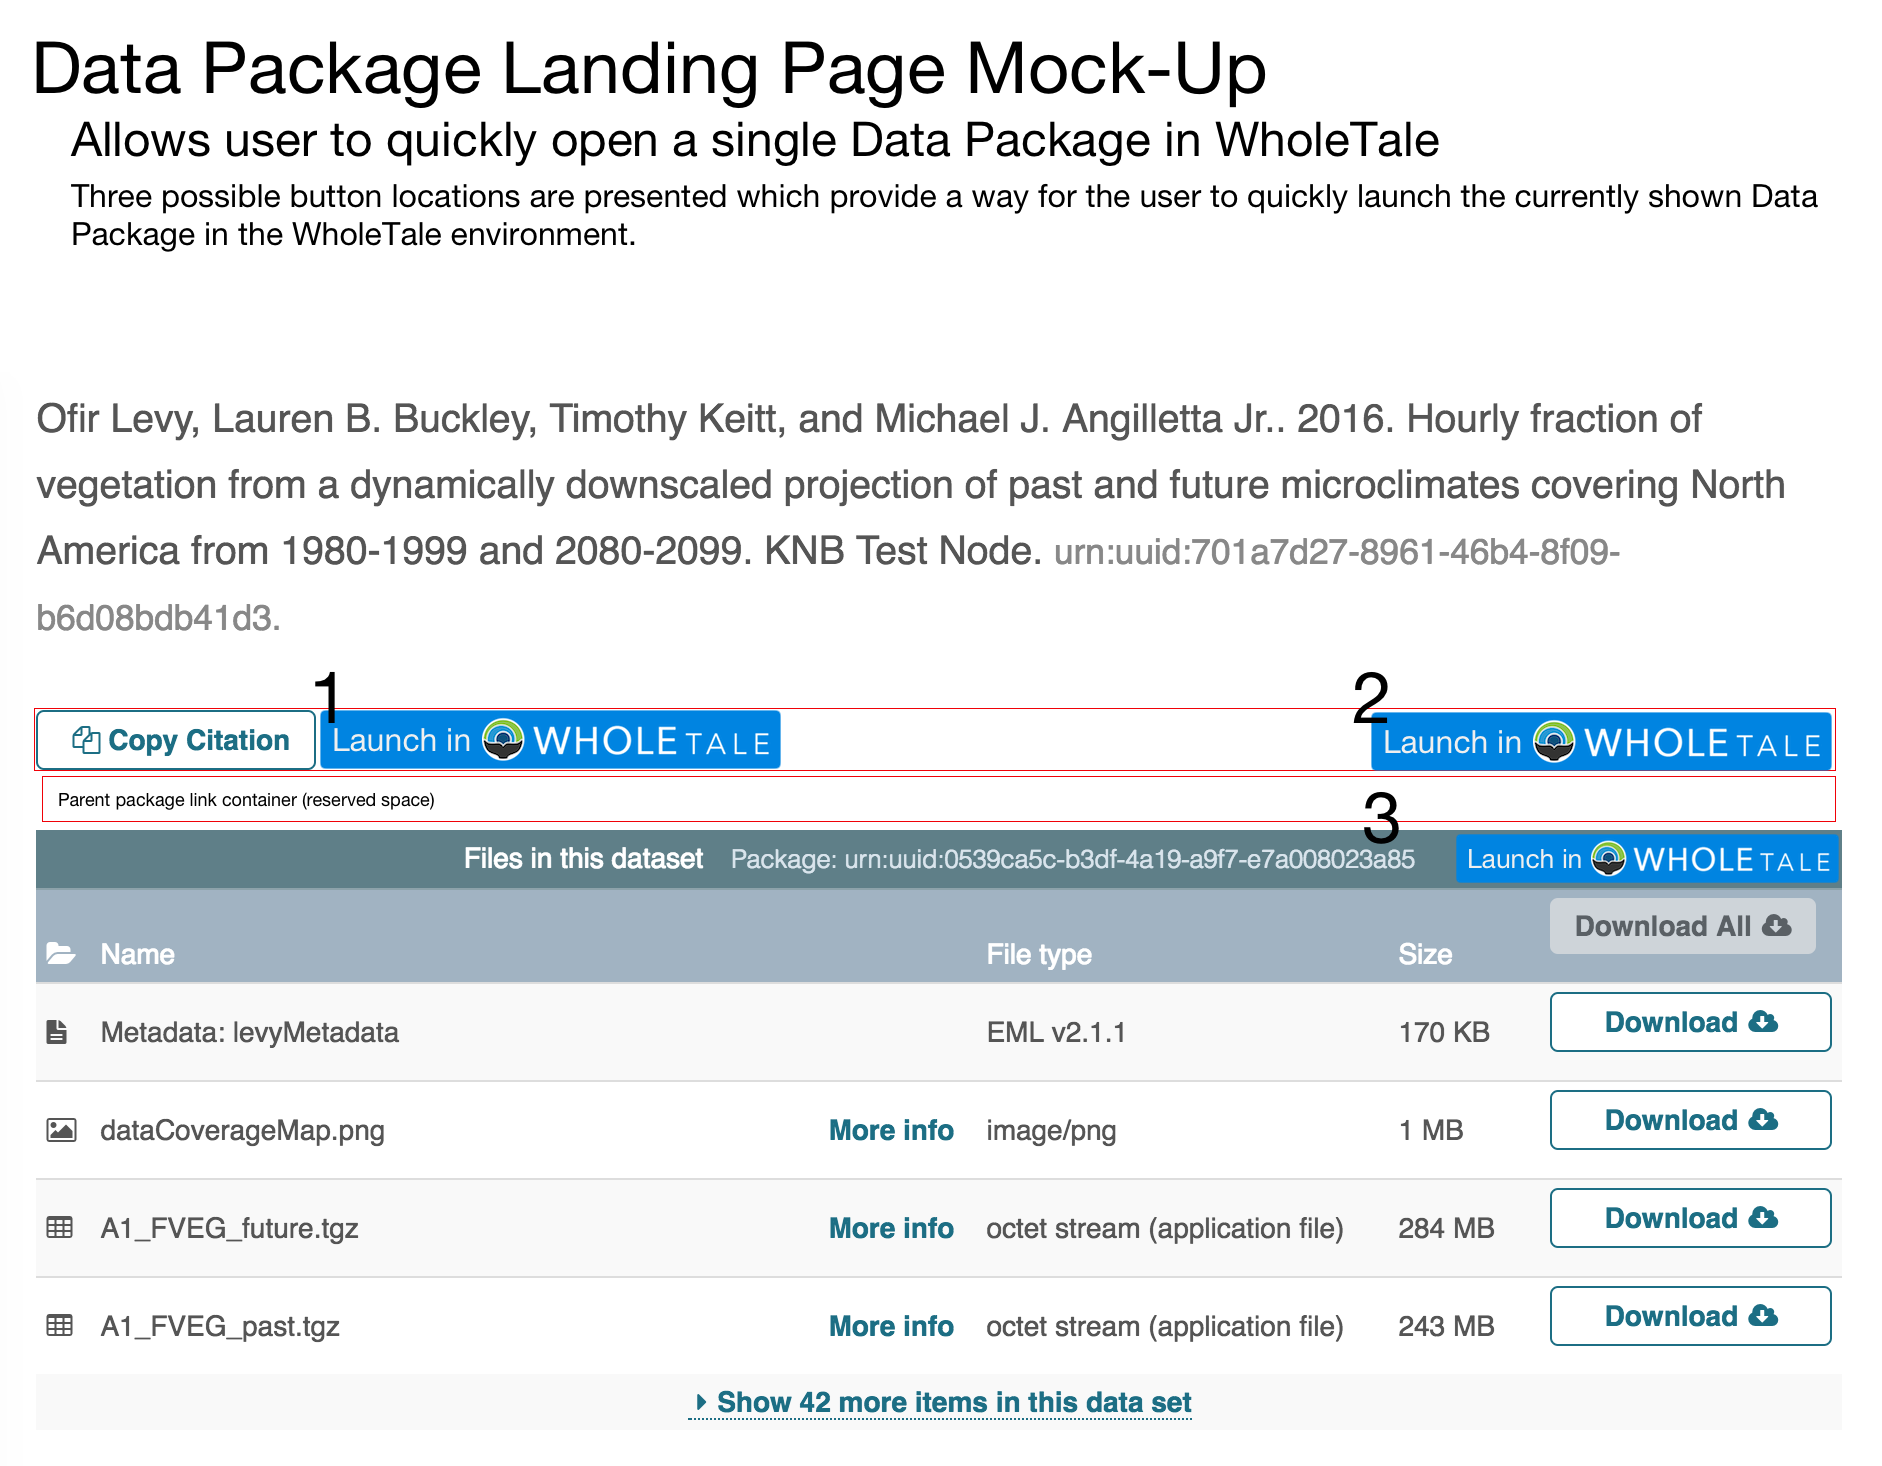 Data Package Landing Page Mock-Up
Allows user to quickly open a single Data Package in WholeTale
Three possible button locations are presented which provide a way for the user to quickly launch the currently shown Data
Package in the WholeTale environment.
Ofir Levy, Lauren B. Buckley, Timothy Keitt, and Michael J. Angilletta Jr.. 2016. Hourly fraction of
vegetation from a dynamically downscaled projection of past and future microclimates covering North
America from 1980-1999 and 2080-2099. KNB Test Node. urn:uuid:701a7d27-8961-46b4-8f09-
b6d08bdb41d3.
1 2
Copy Citation Launch in WHOLE TALE Launch in WHOLE TALE
Parent package link container (reserved space)
3
Files in this dataset Package: urn:uuid:0539ca5c-b3df-4a19-a9f7-e7a008023a85 Launch in WHOLE TALE
Download All
Name File type Size
Metadata: levyMetadata EML v2.1.1 170 KB Download
dataCoverageMap.png More info image/png 1 MB Download
A1_FVEG_future.tgz More info octet stream (application file) 284 MB Download
A1_FVEG_past.tgz More info octet stream (application file) 243 MB Download
Show 42 more items in this data set